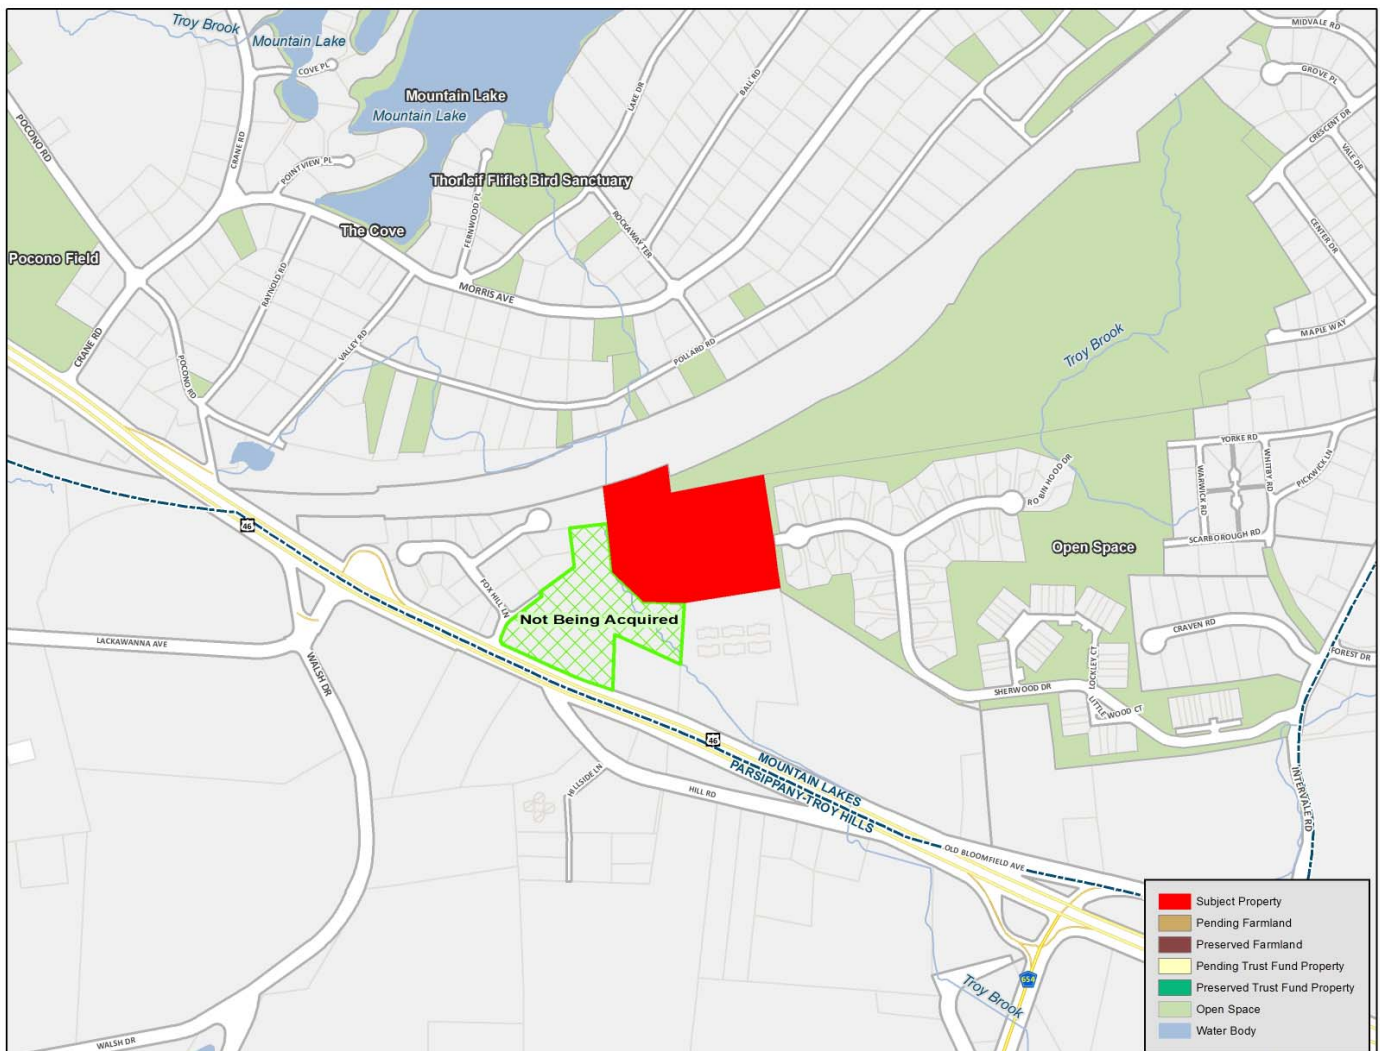 Troy Brook
Mountain Lake
COVE PL
MIDVALE RD
GROVE PL
POCONO RD
CRANE RD
Mountain Lake
Mountain Lake
LAKE DR
BALL RD
CRESCENT DR
VALE DR
POINT VIEW PL
Thorleif Fliflet Bird Sanctuary
FERNWOOD PL
ROCKAWAY TER
The Cove
CENTER DR
Pocono Field
RAYNOLD RD
MORRIS AVE
CRANE RD
VALLEY RD
POCONO RD
POLLARD RD
Troy Brook
MAPLE WAY
YORKE RD
WHITBY RD
PICKWICK LN
WARWICK RD
SCARBOROUGH RD
ROBIN HOOD DR
Open Space
46
FOX HILL LN
Not Being Acquired
LACKAWANNA AVE
WALSH DR
CRAVEN RD
FOREST DR
LOCKLEY CT
SHERWOOD DR
LITTLE WOOD CT
46
MOUNTAIN LAKES
PARSIPPANY-TROY HILLS
HILLSIDE LN
HILL RD
INTERVALE RD
OLD BLOOMFIELD AVE
654
Troy Brook
WALSH DR
Subject Property
Pending Farmland
Preserved Farmland
Pending Trust Fund Property
Preserved Trust Fund Property
Open Space
Water Body